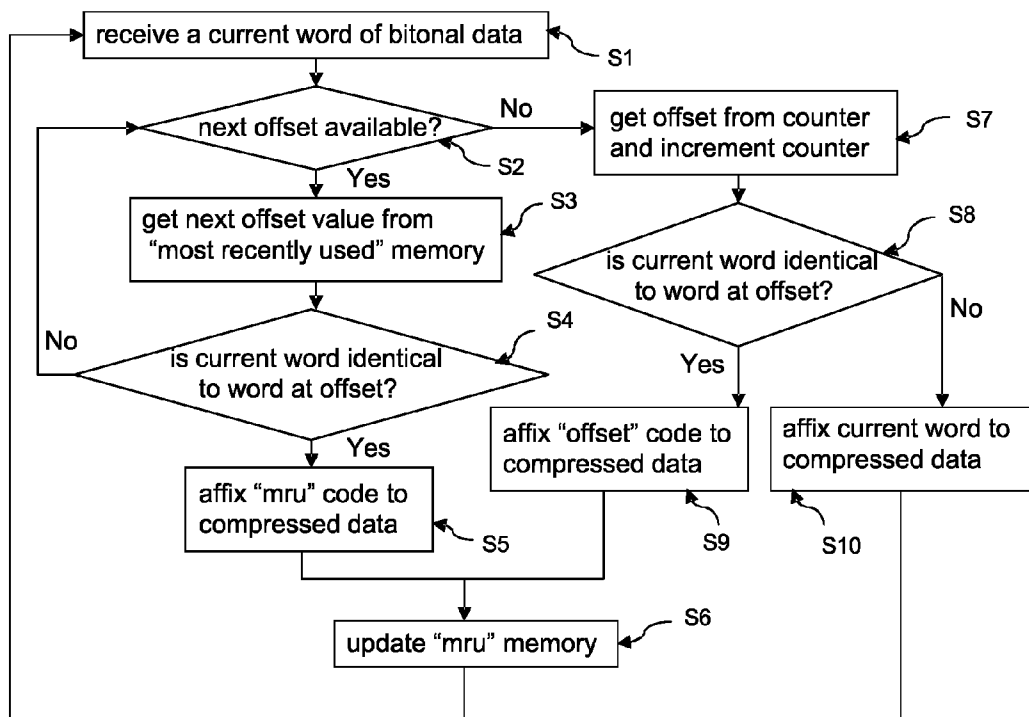 receive a current word of bitonal data
S1
next offset available?
No
S2
Yes
get offset from counter
and increment counter
S7
get next offset value from
“most recently used” memory
S3
is current word identical
to word at offset?
S8
No
Yes
is current word identical
to word at offset?
S4
No
Yes
affix “mru” code to
compressed data
S5
affix “offset” code to
compressed data
S9
affix current word to
compressed data
S10
update “mru” memory
S6